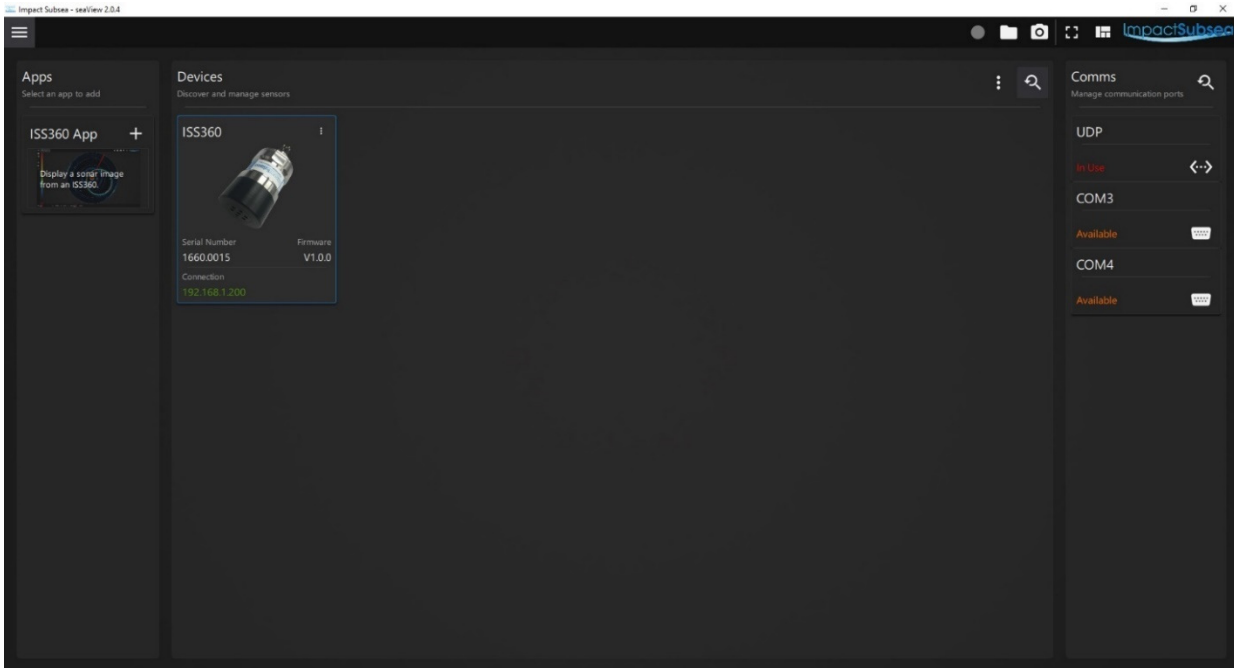 Impact Subsea - seaView 2.0.4
ImpactSubsea
Apps
Select an app to add
ISS360 App
Display a sonar image
from an ISS360.
Devices
Discover and manage sensors
ISS360
Serial Number Firmware
1660.0015 V1.0.0
Connection
192.168.1.200
Comms
Manage communication ports
UDP
In Use
COM3
Available
COM4
Available